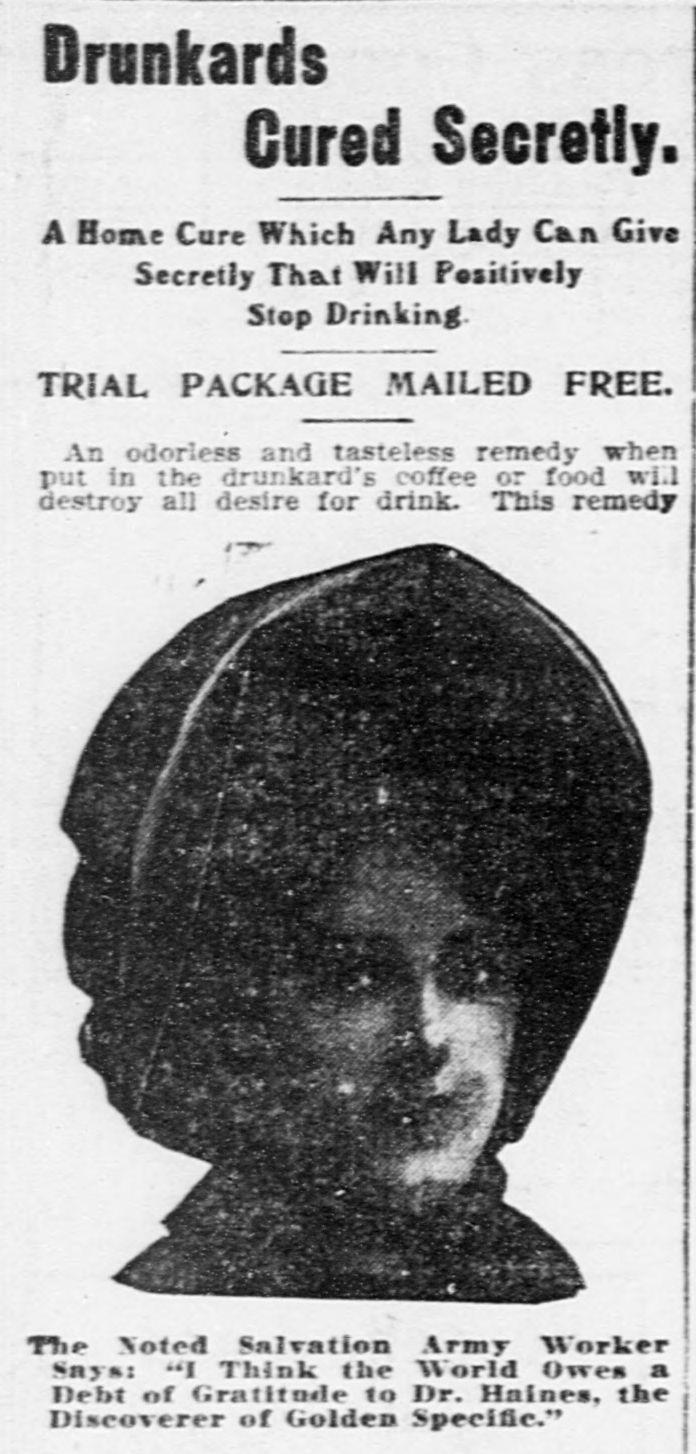 Drunkards
Cured Secretly.
A Home Cure Which Any Lady Can Give
Secretly That Will Positively
Stop Drinking.
TRIAL PACKAGE MAILED FREE.
An odorless and tasteless remedy when
put in the drunkard's coffee or food will
destroy all desire for drink. This remedy
The Noted Salvation Army Worker
Says: "I Think the World Owes a
Debt of Gratitude to Dr. Haines, the
Discoverer of Golden Specific."